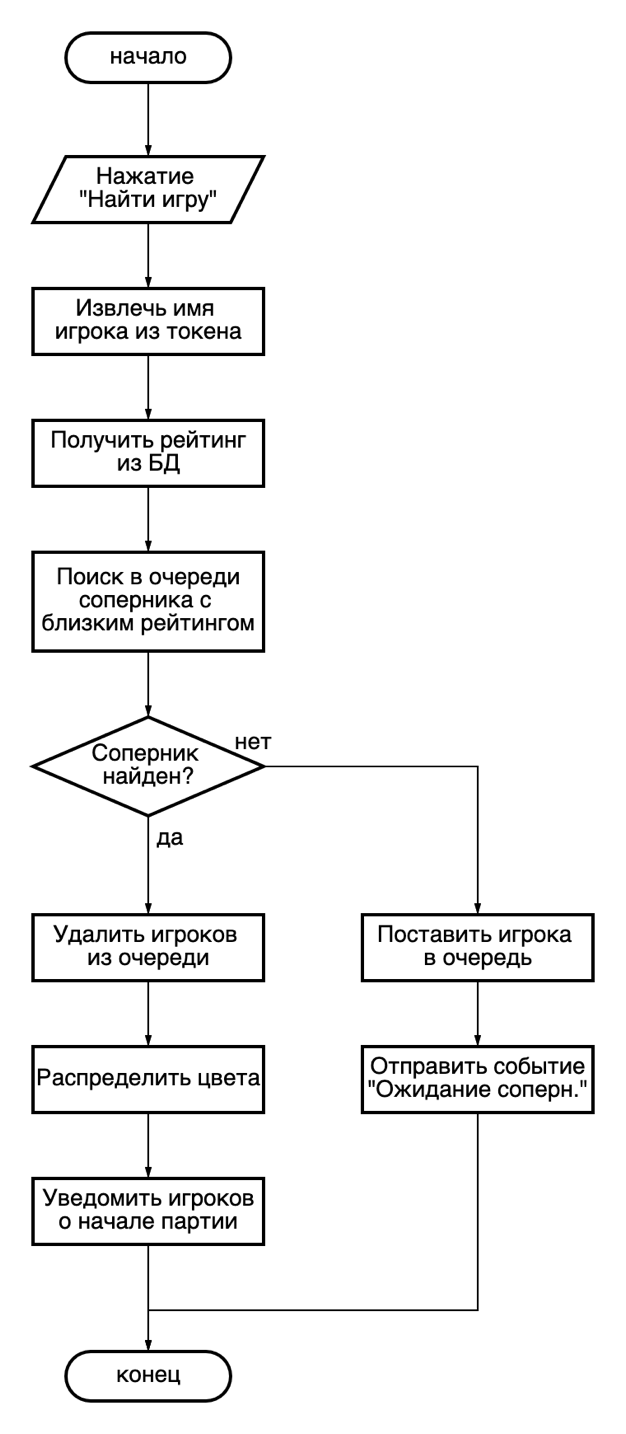 начало
Нажатие
"Найти игру"
Извлечь имя
игрока из токена
Получить рейтинг
из БД
Поиск в очереди
соперника с
близким рейтингом
Соперник
найден?
нет
да
Удалить игроков
из очереди
Поставить игрока
в очередь
Распределить цвета
Отправить событие
"Ожидание соперн."
Уведомить игроков
о начале партии
конец